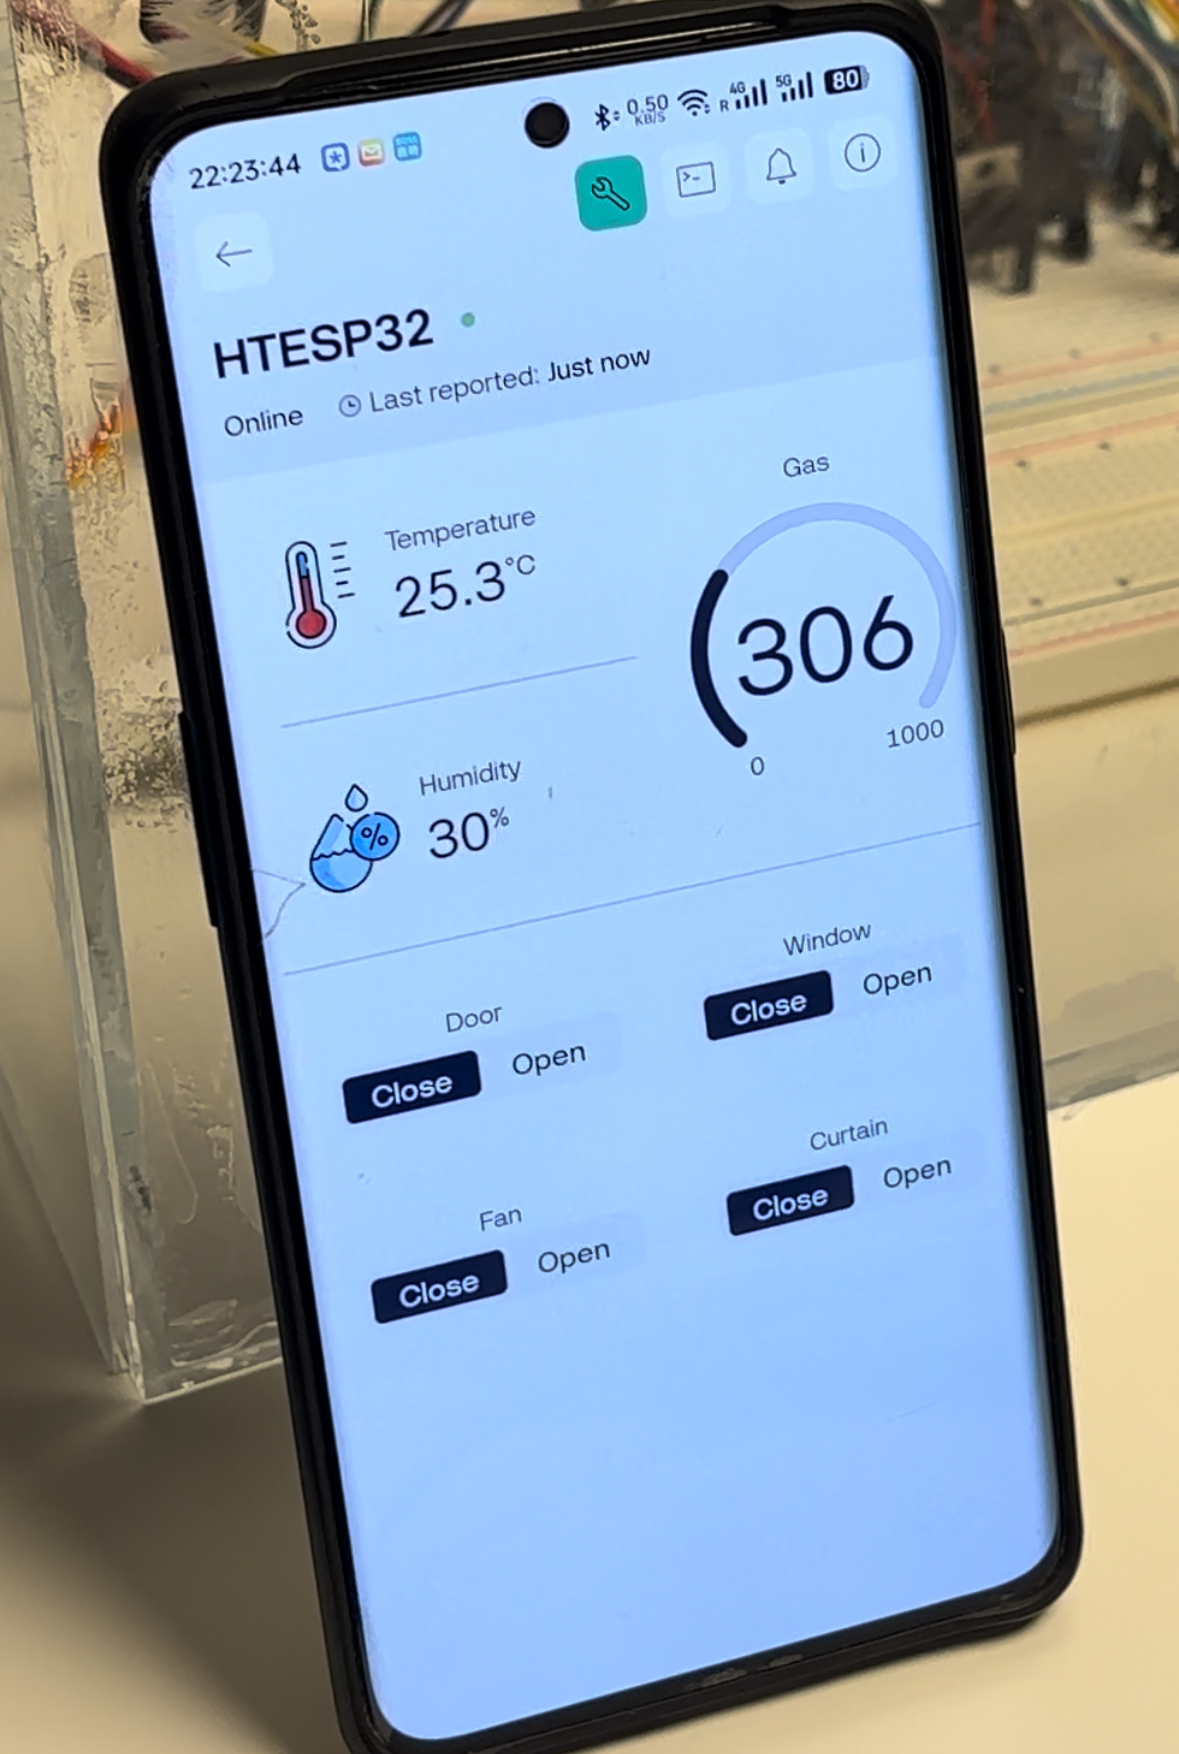 22:23:44 0.50 KB/S R 4G 5G 80
HTESP32
Online Last reported: Just now
Temperature
25.3°C
Gas
306
0 1000
Humidity
30%
%
Door
Close Open
Window
Close Open
Fan
Close Open
Curtain
Close Open